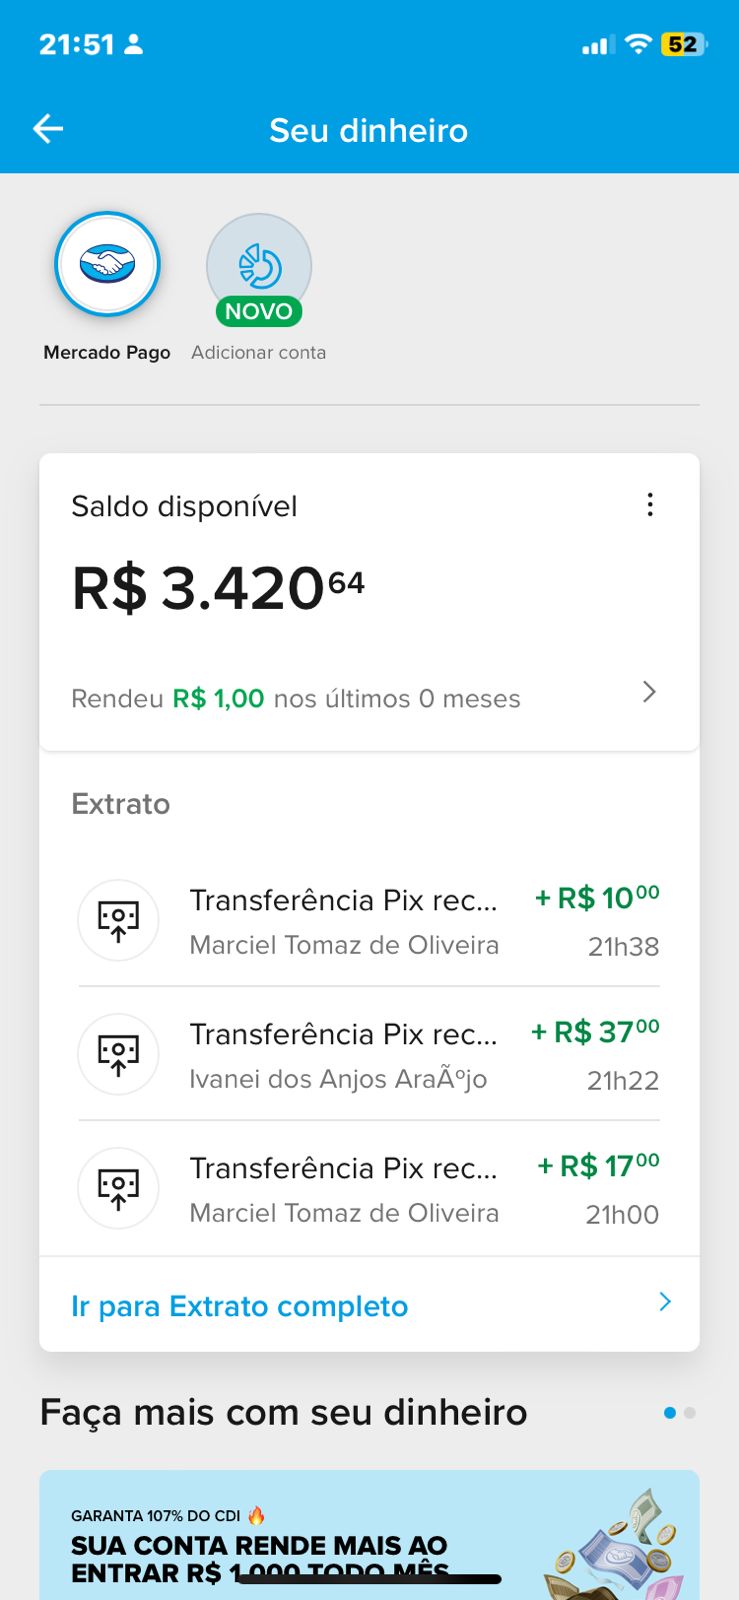 21:51
52
Seu dinheiro
NOVO
Mercado Pago
Adicionar conta
Saldo disponível
R$ 3.420 64
Rendeu R$ 1,00 nos últimos 0 meses
Extrato
Transferência Pix rec... + R$ 10 00
Marciel Tomaz de Oliveira 21h38
Transferência Pix rec... + R$ 37 00
Ivanei dos Anjos AraÃºjo 21h22
Transferência Pix rec... + R$ 17 00
Marciel Tomaz de Oliveira 21h00
Ir para Extrato completo
Faça mais com seu dinheiro
GARANTA 107% DO CDI 🔥
SUA CONTA RENDE MAIS AO
ENTRAR R$ 1.000 TODO MÊS